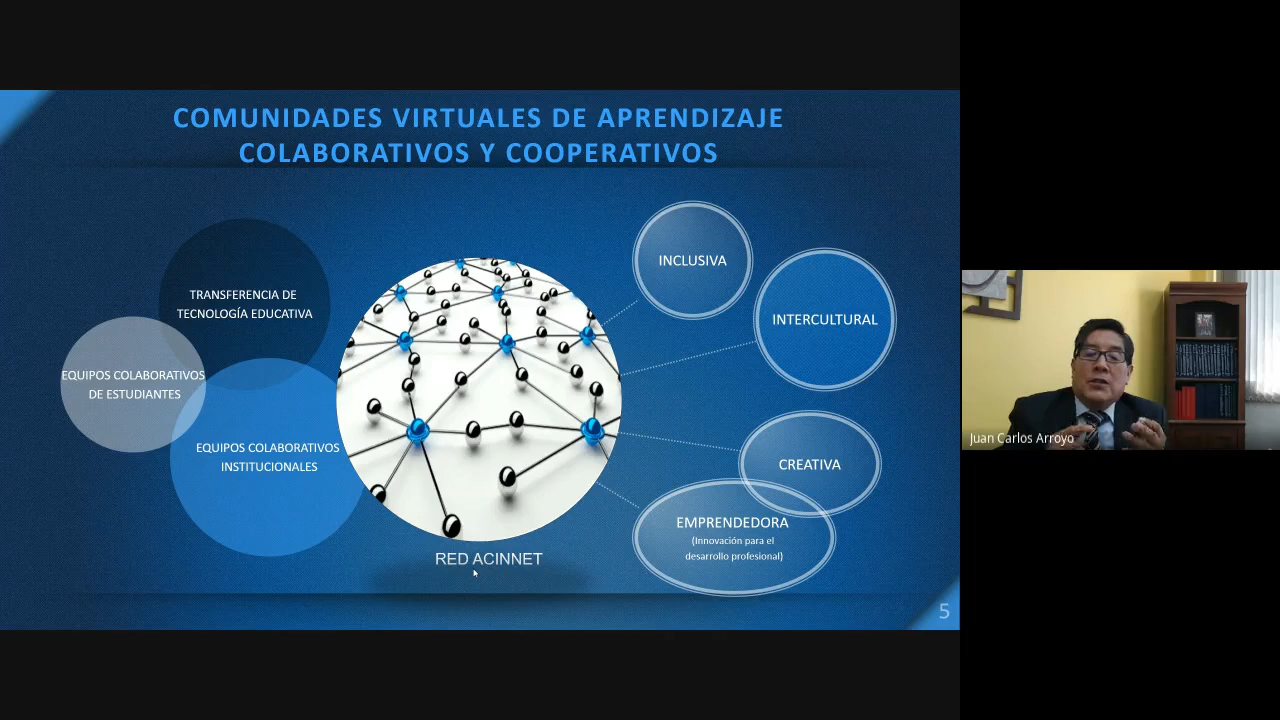 COMUNIDADES VIRTUALES DE APRENDIZAJE
COLABORATIVOS Y COOPERATIVOS
TRANSFERENCIA DE
TECNOLOGÍA EDUCATIVA
EQUIPOS COLABORATIVOS
DE ESTUDIANTES
EQUIPOS COLABORATIVOS
INSTITUCIONALES
RED ACINNET
INCLUSIVA
INTERCULTURAL
CREATIVA
EMPRENDEDORA
(Innovación para el
desarrollo profesional)
5
Juan Carlos Arroyo